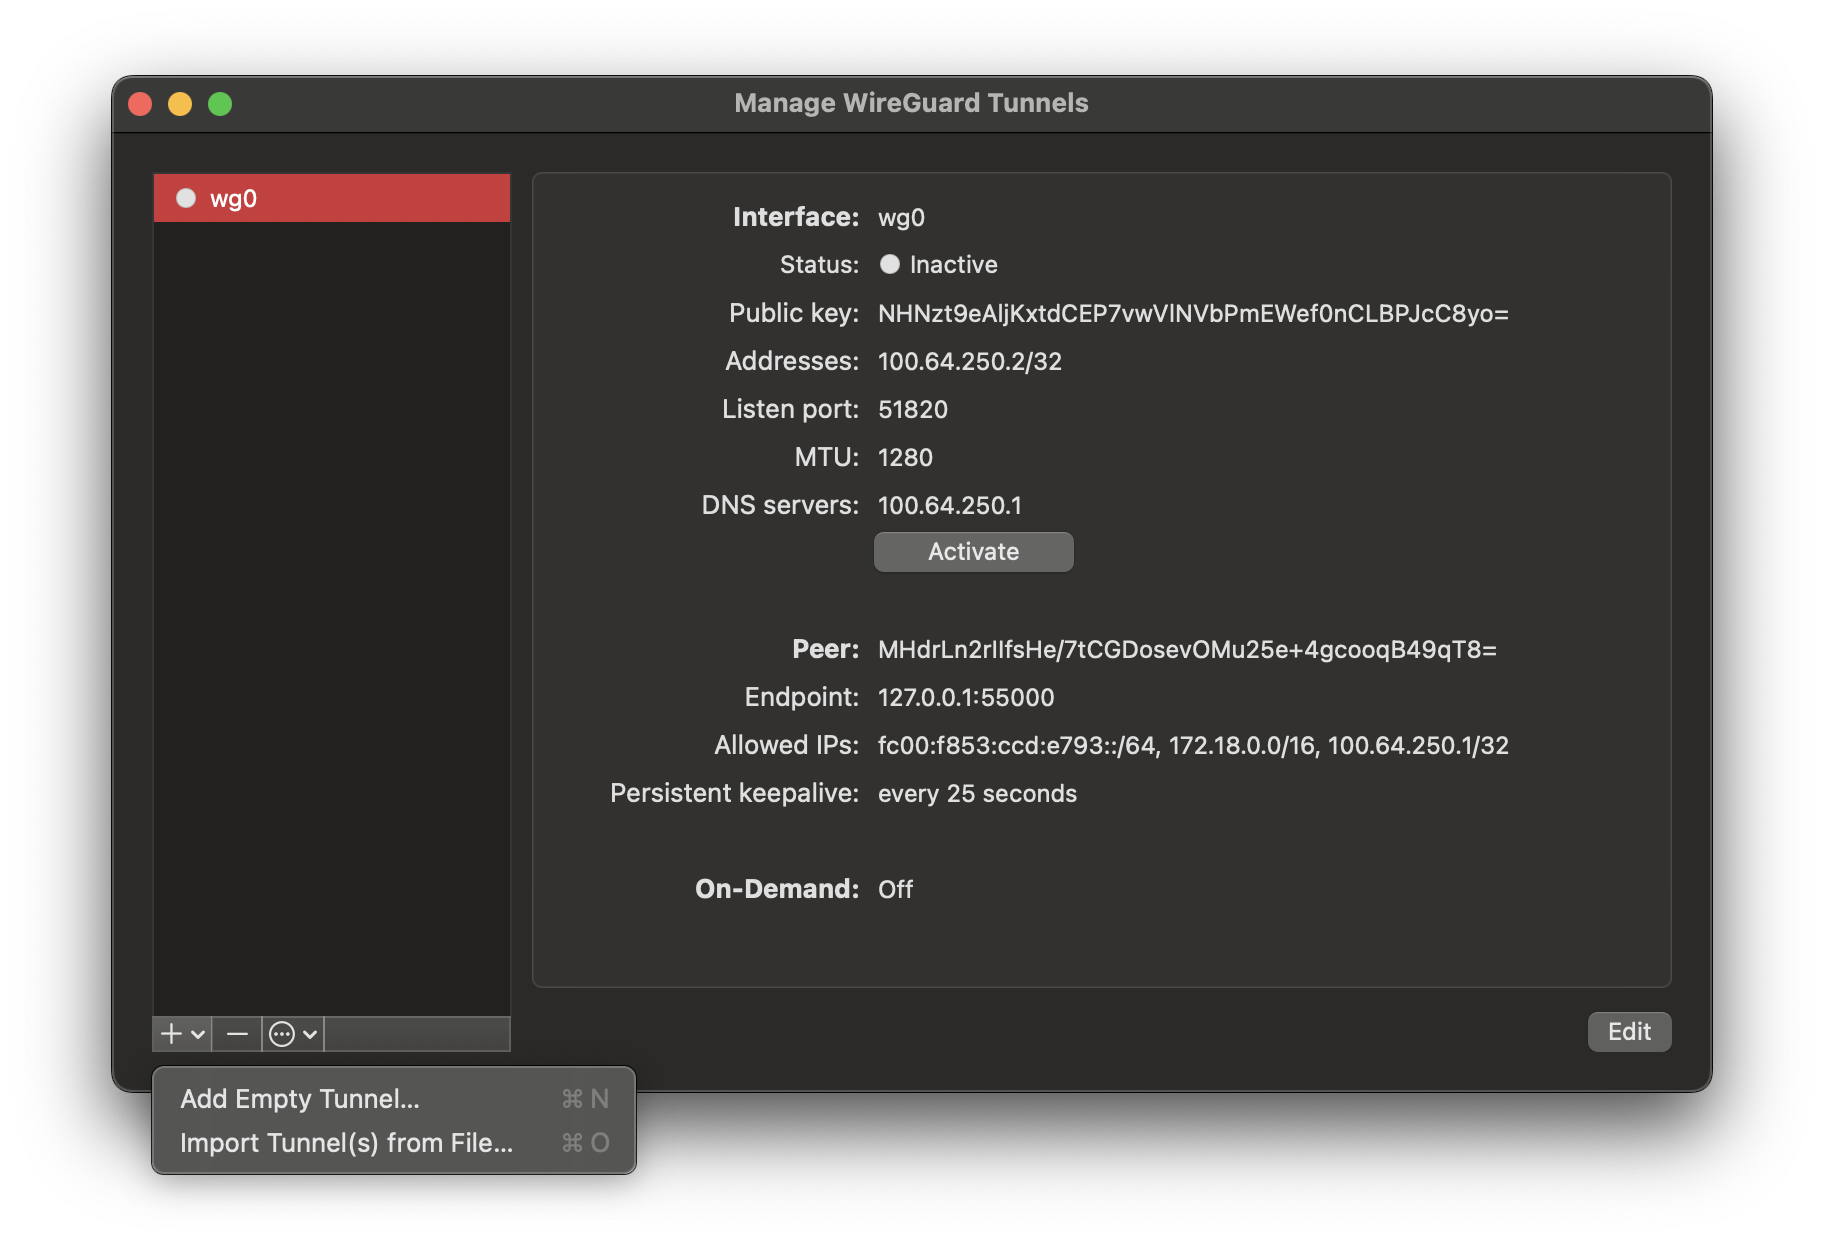 Manage WireGuard Tunnels
wg0
Interface: wg0
Status: Inactive
Public key: NHNzt9eAljKxtdCEP7vwVlNVbPmEWef0nCLBPJcC8yo=
Addresses: 100.64.250.2/32
Listen port: 51820
MTU: 1280
DNS servers: 100.64.250.1
Activate
Peer: MHdrLn2rIlfsHe/7tCGDosevOMu25e+4gcooqB49qT8=
Endpoint: 127.0.0.1:55000
Allowed IPs: fc00:f853:ccd:e793::/64, 172.18.0.0/16, 100.64.250.1/32
Persistent keepalive: every 25 seconds
On-Demand: Off
Edit
Add Empty Tunnel... ⌘ N
Import Tunnel(s) from File... ⌘ O